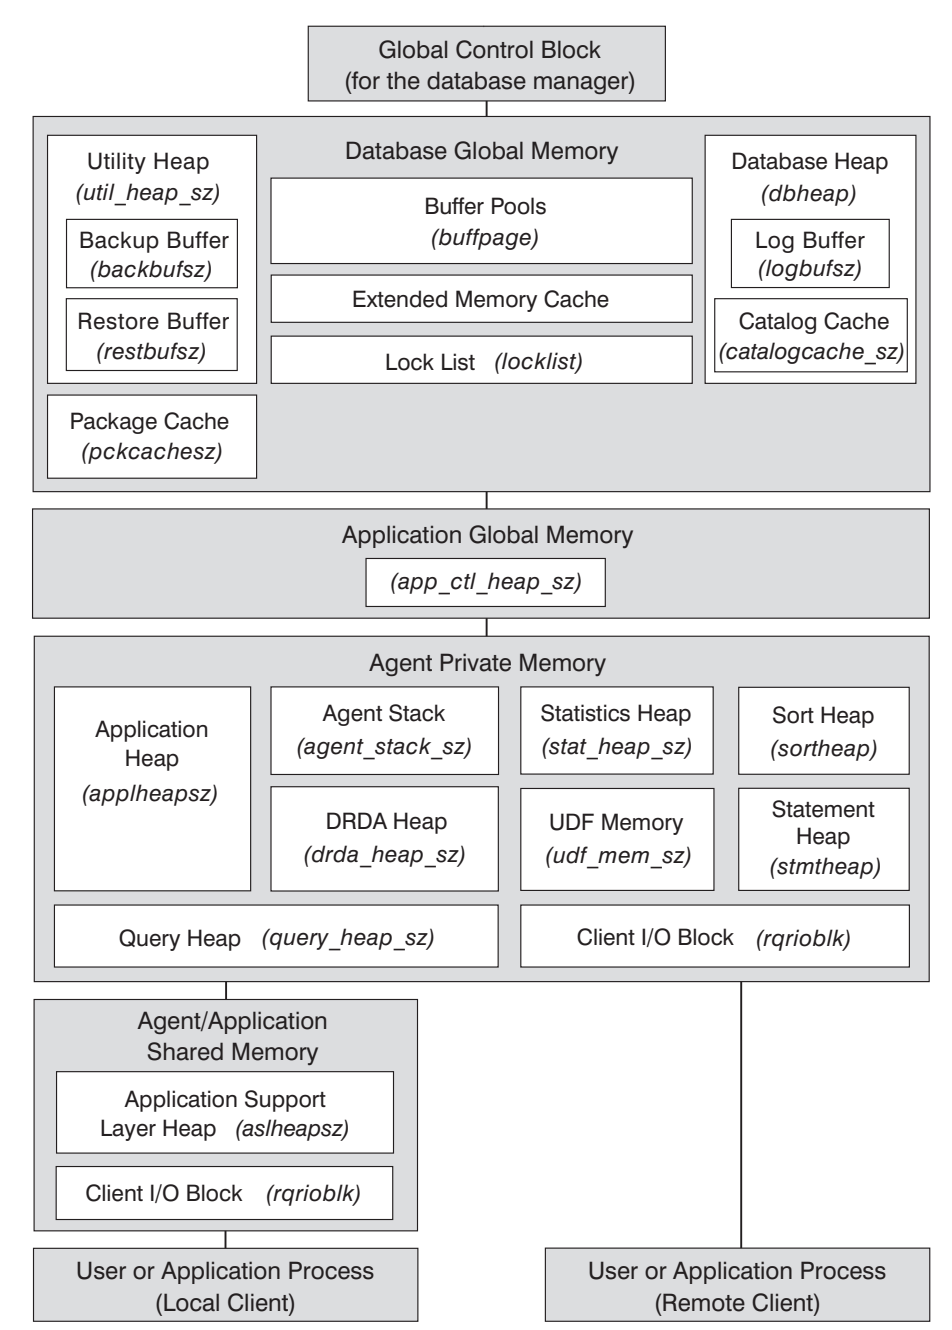 Global Control Block
(for the database manager)
Database Global Memory
Utility Heap
(util_heap_sz)
Backup Buffer
(backbufsz)
Restore Buffer
(restbufsz)
Package Cache
(pckcachesz)
Buffer Pools
(buffpage)
Extended Memory Cache
Lock List (locklist)
Database Heap
(dbheap)
Log Buffer
(logbufsz)
Catalog Cache
(catalogcache_sz)
Application Global Memory
(app_ctl_heap_sz)
Agent Private Memory
Application
Heap
(applheapsz)
Agent Stack
(agent_stack_sz)
Statistics Heap
(stat_heap_sz)
Sort Heap
(sortheap)
DRDA Heap
(drda_heap_sz)
UDF Memory
(udf_mem_sz)
Statement
Heap
(stmtheap)
Query Heap (query_heap_sz)
Client I/O Block (rqrioblk)
Agent/Application
Shared Memory
Application Support
Layer Heap (aslheapsz)
Client I/O Block (rqrioblk)
User or Application Process
(Local Client)
User or Application Process
(Remote Client)